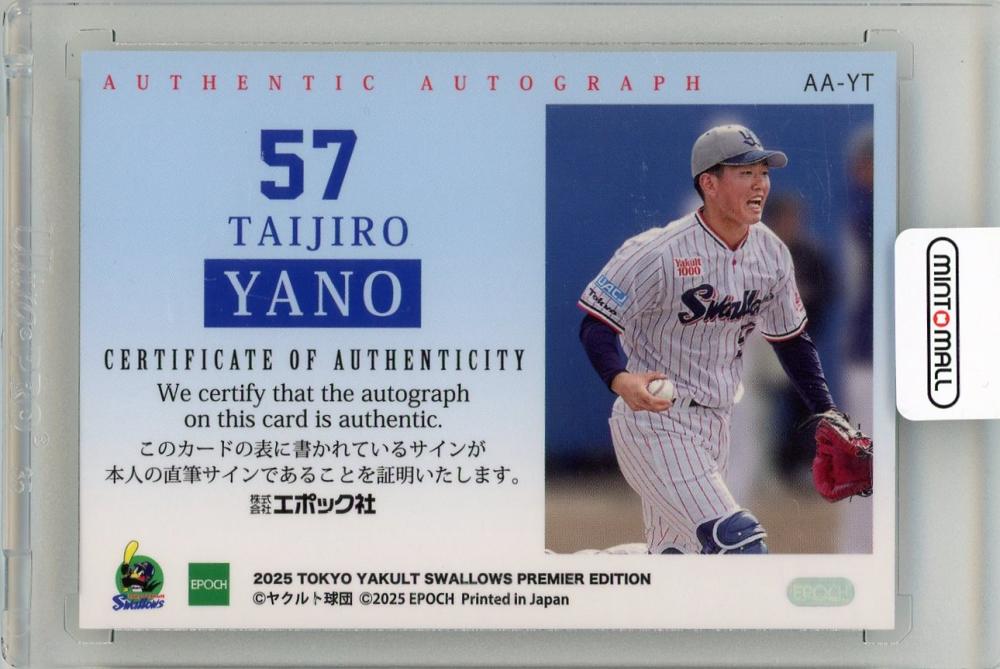 AUTHENTIC AUTOGRAPH
AA-YT
57
TAIJIRO
YANO
CERTIFICATE OF AUTHENTICITY
We certify that the autograph
on this card is authentic.
このカードの表に書かれているサインが
本人の直筆サインであることを証明いたします。
株式会社エポック社
Yakult
1000
Swallows
MINTMALL
Swallows
EPOCH
2025 TOKYO YAKULT SWALLOWS PREMIER EDITION
©ヤクルト球団 ©2025 EPOCH Printed in Japan
EPOCH